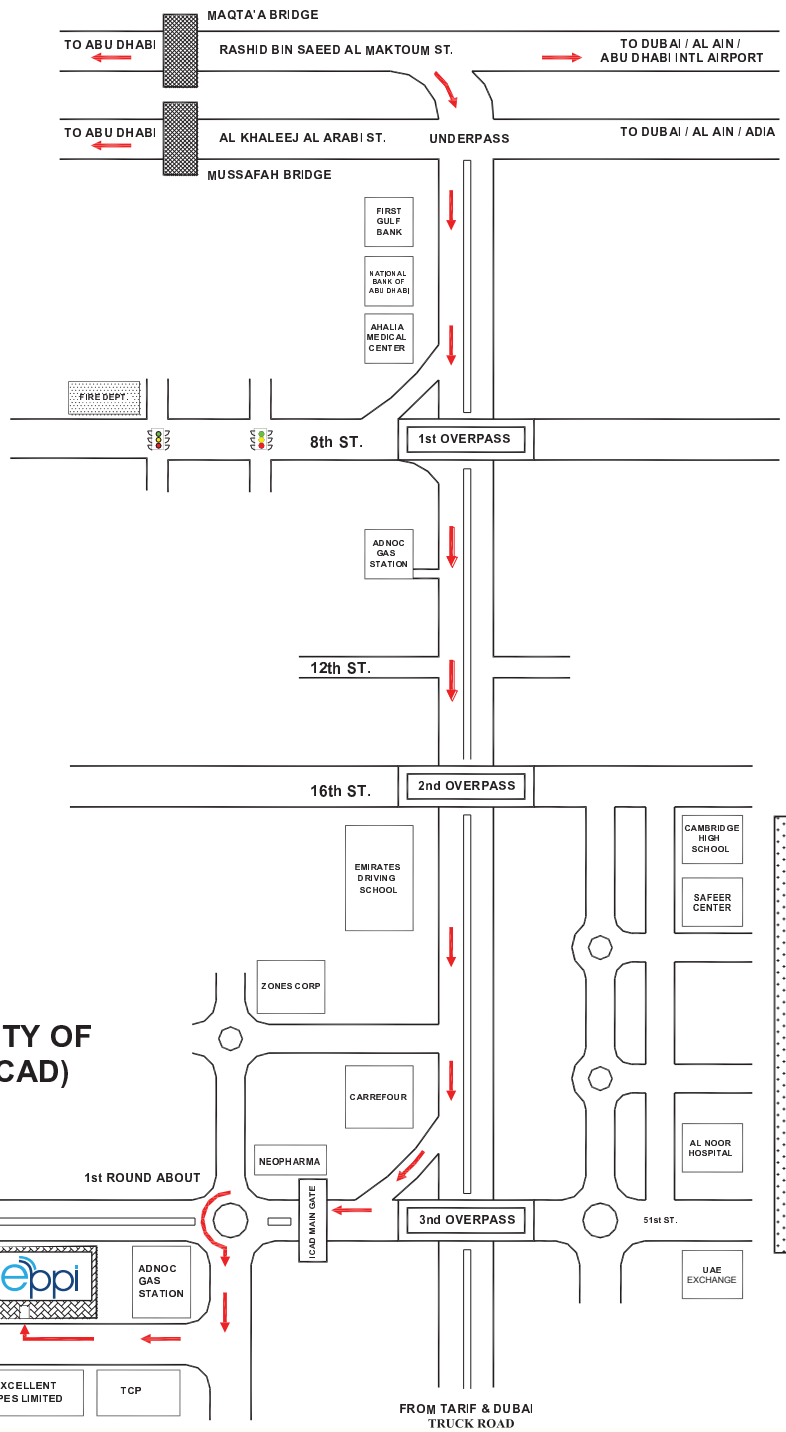 MAQTA'A BRIDGE
TO ABU DHABI
RASHID BIN SAEED AL MAKTOUM ST.
TO DUBAI / AL AIN /
ABU DHABI INTL AIRPORT
TO ABU DHABI
AL KHALEEJ AL ARABI ST.
UNDERPASS
TO DUBAI / AL AIN / ADIA
MUSSAFAH BRIDGE
FIRST
GULF
BANK
NATIONAL
BANK OF
ABU DHABI
AHALIA
MEDICAL
CENTER
FIRE DEPT.
8th ST.
1st OVERPASS
ADNOC
GAS
STATION
12th ST.
16th ST.
2nd OVERPASS
EMIRATES
DRIVING
SCHOOL
CAMBRIDGE
HIGH
SCHOOL
SAFEER
CENTER
ZONES CORP
TY OF
CAD)
CARREFOUR
NEOPHARMA
AL NOOR
HOSPITAL
1st ROUND ABOUT
ICAD MAIN GATE
3nd OVERPASS
51st ST.
eppi
ADNOC
GAS
STATION
UAE
EXCHANGE
XCELLENT
PES LIMITED
TCP
FROM TARIF & DUBAI
TRUCK ROAD